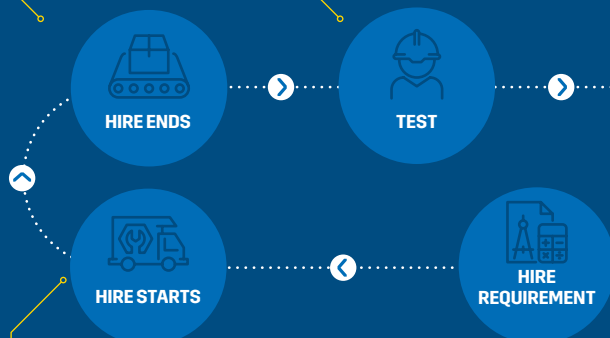 HIRE ENDS
TEST
HIRE STARTS
HIRE
REQUIREMENT